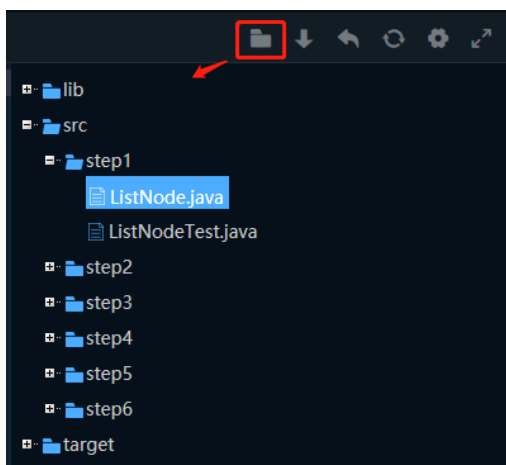 lib
src
step1
ListNode.java
ListNodeTest.java
step2
step3
step4
step5
step6
target